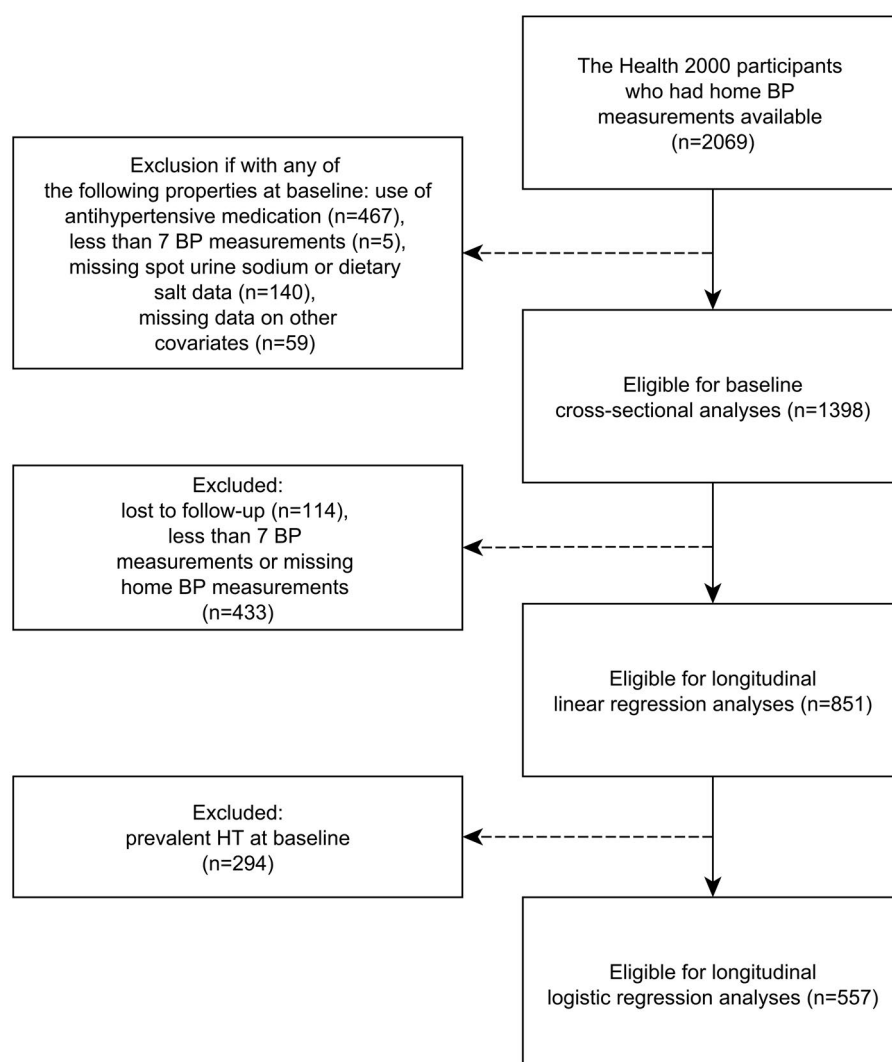 The Health 2000 participants
who had home BP
measurements available
(n=2069)
Exclusion if with any of
the following properties at baseline: use of
antihypertensive medication (n=467),
less than 7 BP measurements (n=5),
missing spot urine sodium or dietary
salt data (n=140),
missing data on other
covariates (n=59)
Eligible for baseline
cross-sectional analyses (n=1398)
Excluded:
lost to follow-up (n=114),
less than 7 BP
measurements or missing
home BP measurements
(n=433)
Eligible for longitudinal
linear regression analyses (n=851)
Excluded:
prevalent HT at baseline
(n=294)
Eligible for longitudinal
logistic regression analyses (n=557)